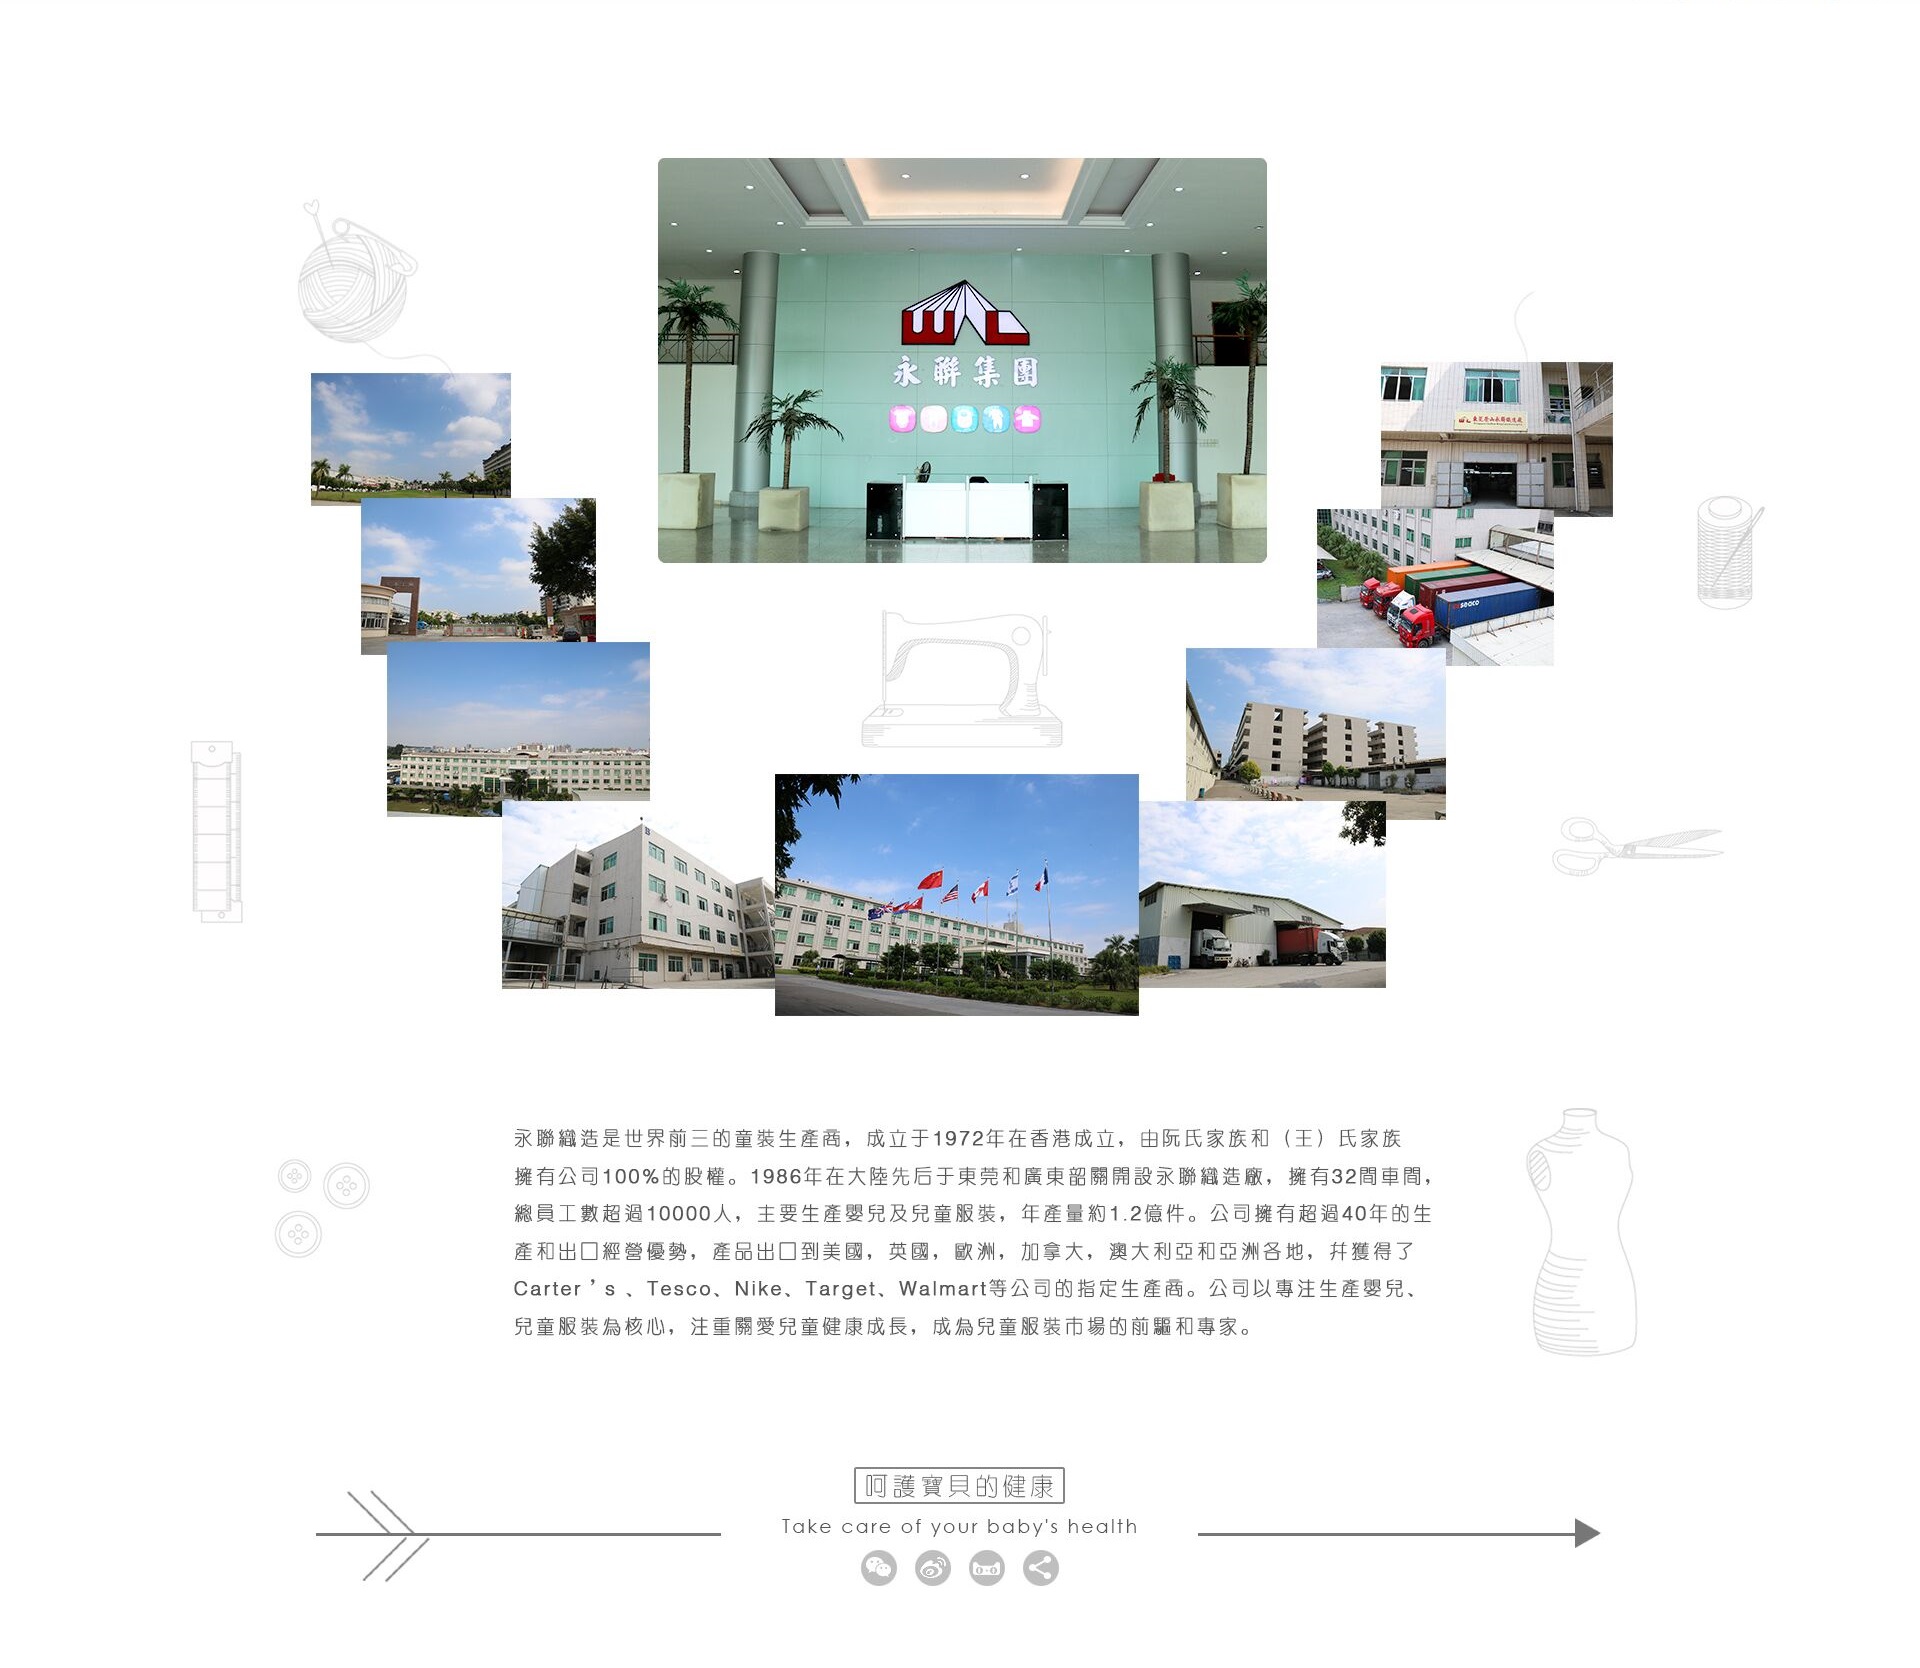 WL
永聯集團
seaco
B
永聯織造是世界前三的童裝生產商，成立于1972年在香港成立，由阮氏家族和（王）氏家族
擁有公司100%的股權。1986年在大陸先后于東莞和廣東韶關開設永聯織造廠，擁有32間車間，
總員工數超過10000人，主要生產嬰兒及兒童服裝，年產量約1.2億件。公司擁有超過40年的生
產和出口經營優勢，產品出口到美國，英國，歐洲，加拿大，澳大利亞和亞洲各地，幷獲得了
Carter＇s 、Tesco、Nike、Target、Walmart等公司的指定生產商。公司以專注生產嬰兒、
兒童服裝為核心，注重關愛兒童健康成長，成為兒童服裝市場的前驅和專家。
呵護寶貝的健康
Take care of your baby's health